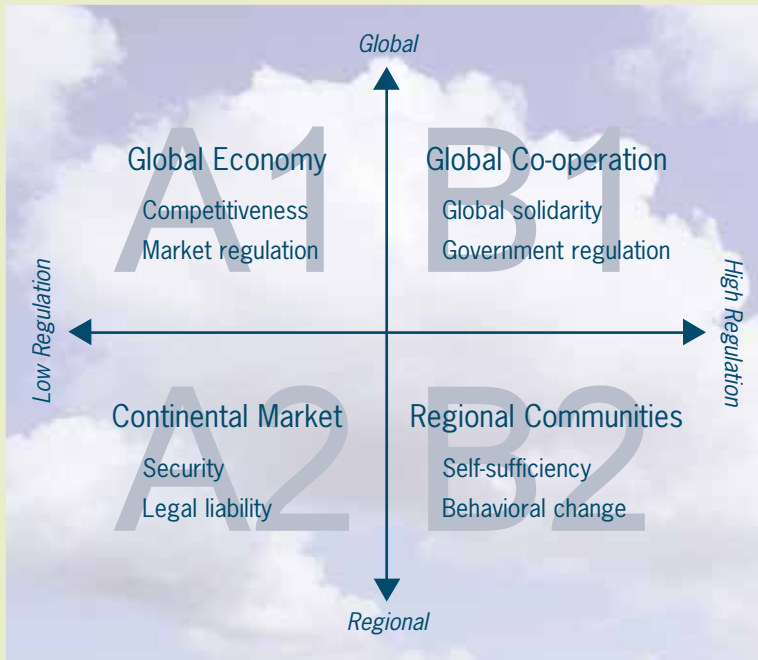 Global
A1
Global Economy
Competitiveness
Market regulation
B1
Global Co-operation
Global solidarity
Government regulation
Low Regulation
High Regulation
A2
Continental Market
Security
Legal liability
B2
Regional Communities
Self-sufficiency
Behavioral change
Regional